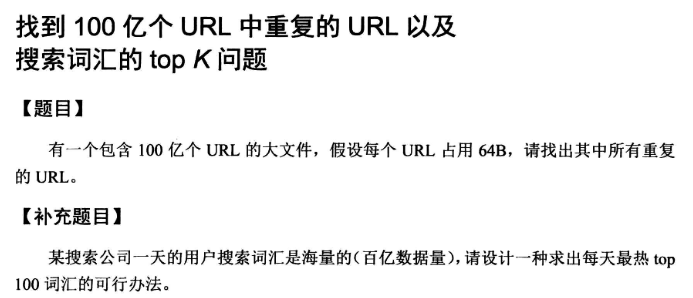 找到 100 亿个 URL 中重复的 URL 以及
搜索词汇的 top K 问题
【题目】
有一个包含 100 亿个 URL 的大文件，假设每个 URL 占用 64B，请找出其中所有重复
的 URL。
【补充题目】
某搜索公司一天的用户搜索词汇是海量的（百亿数据量），请设计一种求出每天最热 top
100 词汇的可行办法。